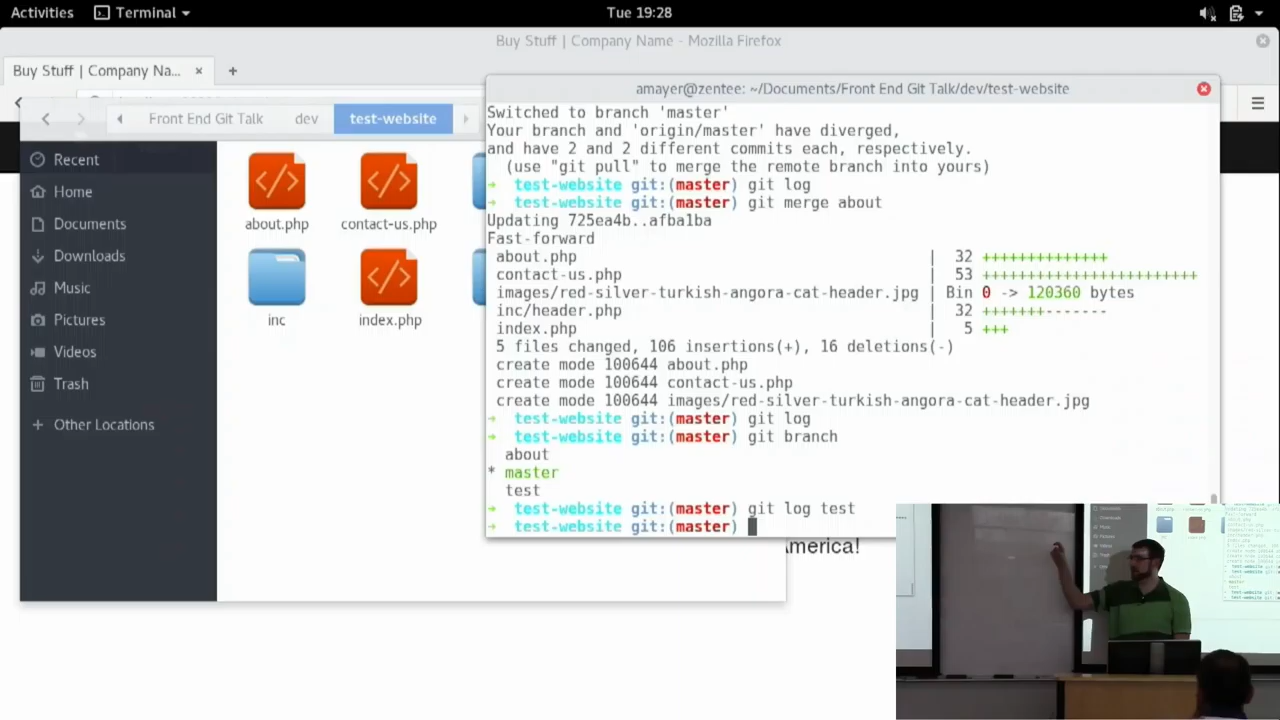 Activities Terminal Tue 19:28
Buy Stuff | Company Name - Mozilla Firefox
Buy Stuff | Company Na... × +
Front End Git Talk dev test-website
Recent
Home
Documents
Downloads
Music
Pictures
Videos
Trash
+ Other Locations
about.php contact-us.php
inc index.php
amayer@zentee: ~/Documents/Front End Git Talk/dev/test-website
Switched to branch 'master'
Your branch and 'origin/master' have diverged,
and have 2 and 2 different commits each, respectively.
(use "git pull" to merge the remote branch into yours)
➜ test-website git:(master) git log
➜ test-website git:(master) git merge about
Updating 725ea4b..afba1ba
Fast-forward
about.php | 32 ++++++++++++++
contact-us.php | 53 ++++++++++++++++++++++++
images/red-silver-turkish-angora-cat-header.jpg | Bin 0 -> 120360 bytes
inc/header.php | 32 +++++++-------
index.php | 5 +++
5 files changed, 106 insertions(+), 16 deletions(-)
create mode 100644 about.php
create mode 100644 contact-us.php
create mode 100644 images/red-silver-turkish-angora-cat-header.jpg
➜ test-website git:(master) git log
➜ test-website git:(master) git branch
about
* master
test
➜ test-website git:(master) git log test
➜ test-website git:(master)
America!